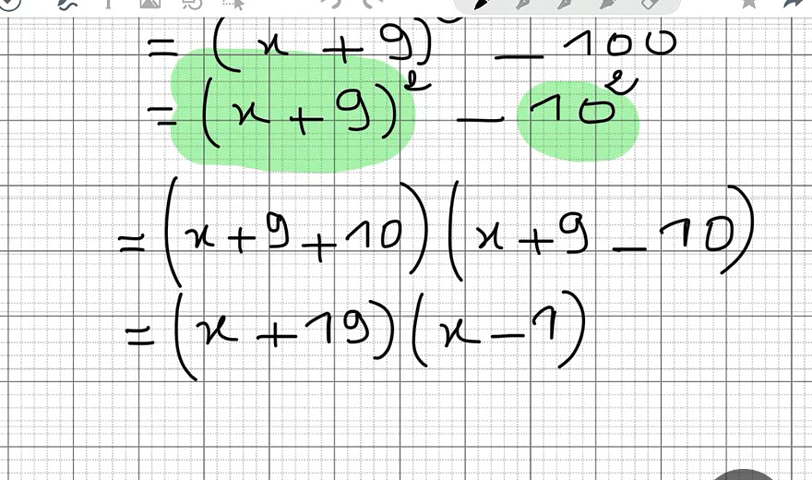 = (x + 9)² − 100
= (x + 9)² − 10²
= (x + 9 + 10)(x + 9 − 10)
= (x + 19)(x − 1)